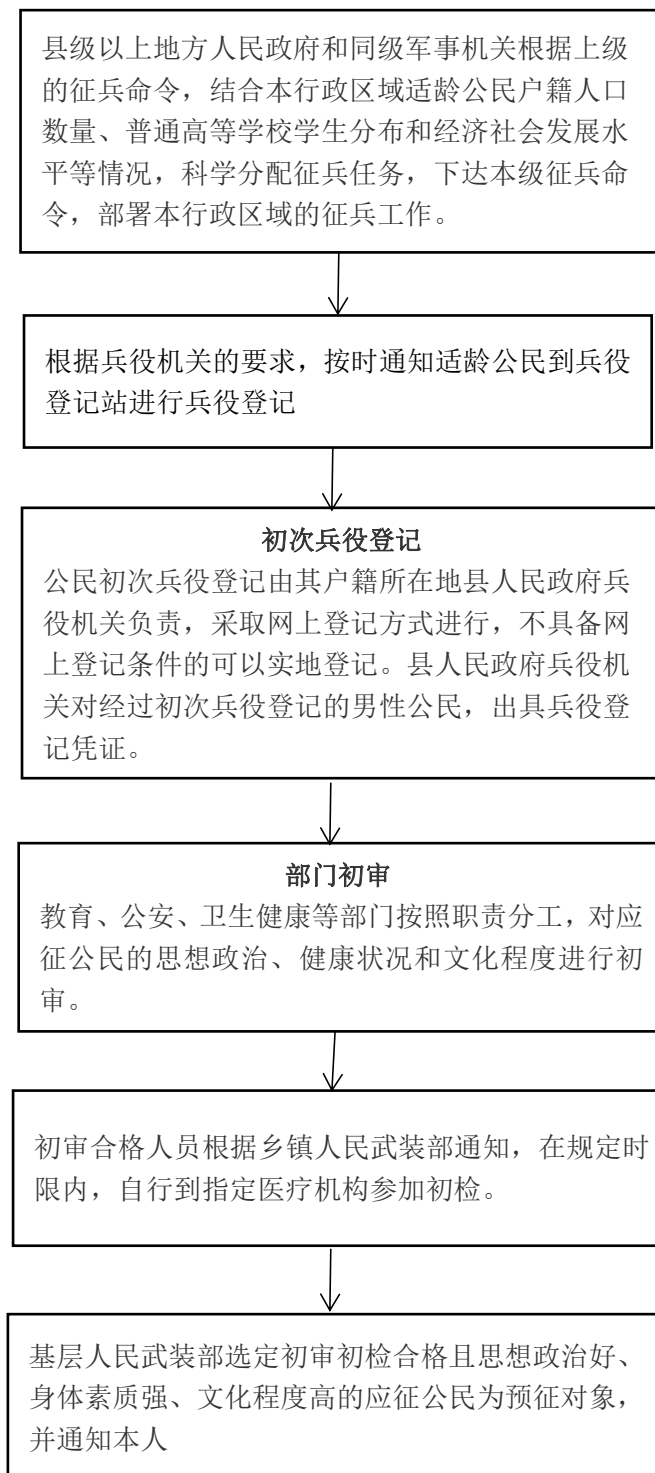 县级以上地方人民政府和同级军事机关根据上级
的征兵命令，结合本行政区域适龄公民户籍人口
数量、普通高等学校学生分布和经济社会发展水
平等情况，科学分配征兵任务，下达本级征兵命
令，部署本行政区域的征兵工作。
根据兵役机关的要求，按时通知适龄公民到兵役
登记站进行兵役登记
初次兵役登记
公民初次兵役登记由其户籍所在地县人民政府兵
役机关负责，采取网上登记方式进行，不具备网
上登记条件的可以实地登记。县人民政府兵役机
关对经过初次兵役登记的男性公民，出具兵役登
记凭证。
部门初审
教育、公安、卫生健康等部门按照职责分工，对应
征公民的思想政治、健康状况和文化程度进行初
审。
初审合格人员根据乡镇人民武装部通知，在规定时
限内，自行到指定医疗机构参加初检。
基层人民武装部选定初审初检合格且思想政治好、
身体素质强、文化程度高的应征公民为预征对象，
并通知本人